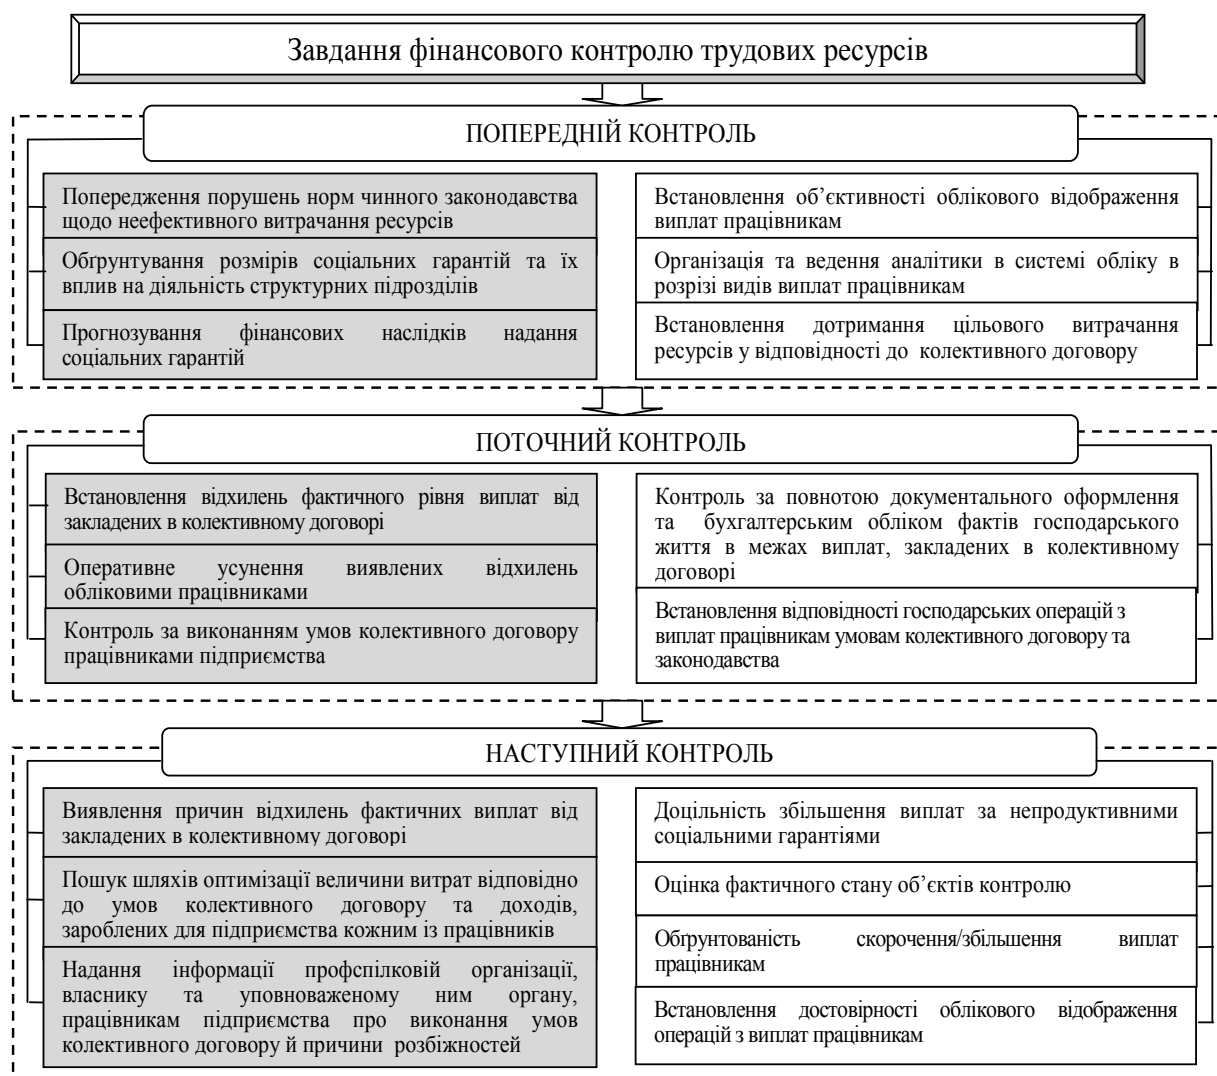 Завдання фінансового контролю трудових ресурсів
ПОПЕРЕДНІЙ КОНТРОЛЬ
Попередження порушень норм чинного законодавства
щодо неефективного витрачання ресурсів
Обґрунтування розмірів соціальних гарантій та їх
вплив на діяльність структурних підрозділів
Прогнозування фінансових наслідків надання
соціальних гарантій
Встановлення об’єктивності облікового відображення
виплат працівникам
Організація та ведення аналітики в системі обліку в
розрізі видів виплат працівникам
Встановлення дотримання цільового витрачання
ресурсів у відповідності до колективного договору
ПОТОЧНИЙ КОНТРОЛЬ
Встановлення відхилень фактичного рівня виплат від
закладених в колективному договорі
Оперативне усунення виявлених відхилень
обліковими працівниками
Контроль за виконанням умов колективного договору
працівниками підприємства
Контроль за повнотою документального оформлення
та бухгалтерським обліком фактів господарського
життя в межах виплат, закладених в колективному
договорі
Встановлення відповідності господарських операцій з
виплат працівникам умовам колективного договору та
законодавства
НАСТУПНИЙ КОНТРОЛЬ
Виявлення причин відхилень фактичних виплат від
закладених в колективному договорі
Пошук шляхів оптимізації величини витрат відповідно
до умов колективного договору та доходів,
зароблених для підприємства кожним із працівників
Надання інформації профспілковій організації,
власнику та уповноваженому ним органу,
працівникам підприємства про виконання умов
колективного договору й причини розбіжностей
Доцільність збільшення виплат за непродуктивними
соціальними гарантіями
Оцінка фактичного стану об’єктів контролю
Обґрунтованість скорочення/збільшення виплат
працівникам
Встановлення достовірності облікового відображення
операцій з виплат працівникам